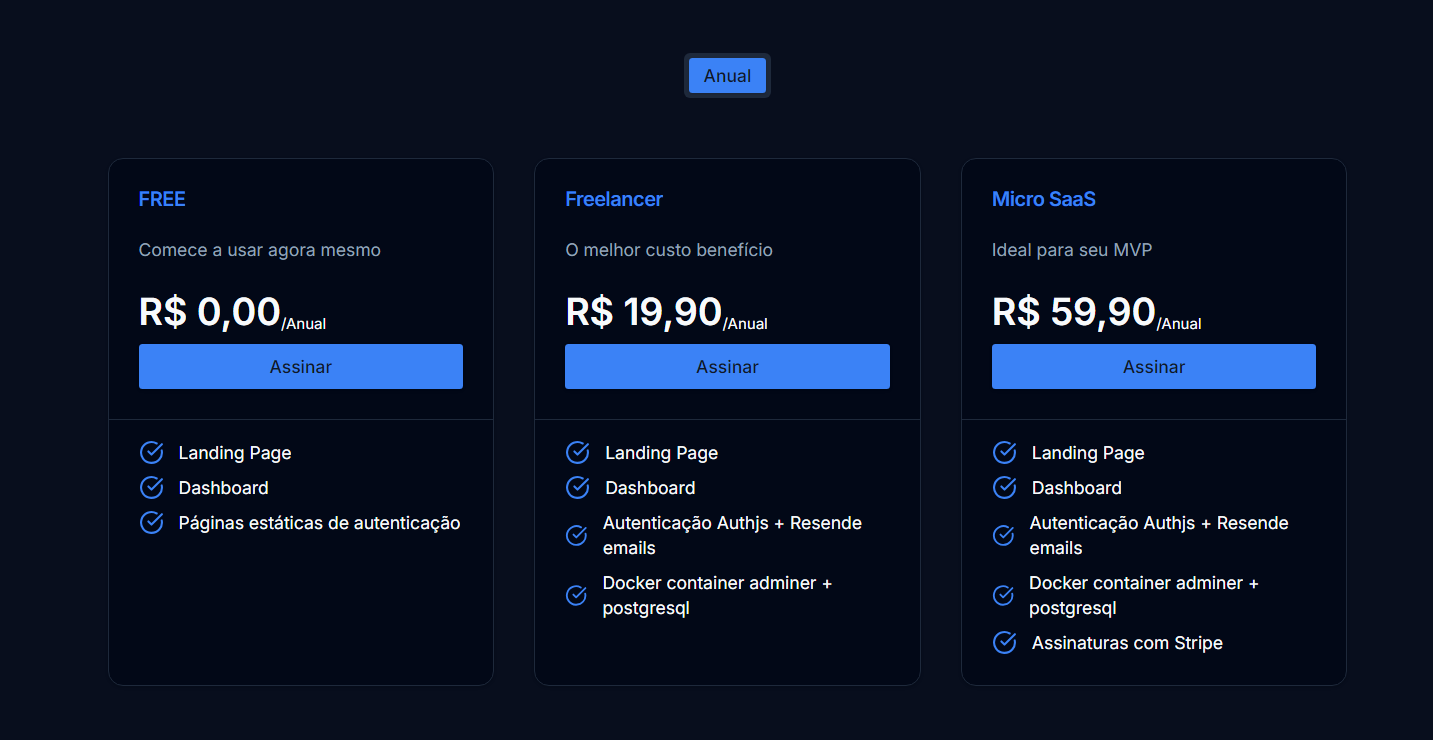 Anual
FREE
Comece a usar agora mesmo
R$ 0,00/Anual
Assinar
Landing Page
Dashboard
Páginas estáticas de autenticação
Freelancer
O melhor custo benefício
R$ 19,90/Anual
Assinar
Landing Page
Dashboard
Autenticação Authjs + Resende
emails
Docker container adminer +
postgresql
Micro SaaS
Ideal para seu MVP
R$ 59,90/Anual
Assinar
Landing Page
Dashboard
Autenticação Authjs + Resende
emails
Docker container adminer +
postgresql
Assinaturas com Stripe